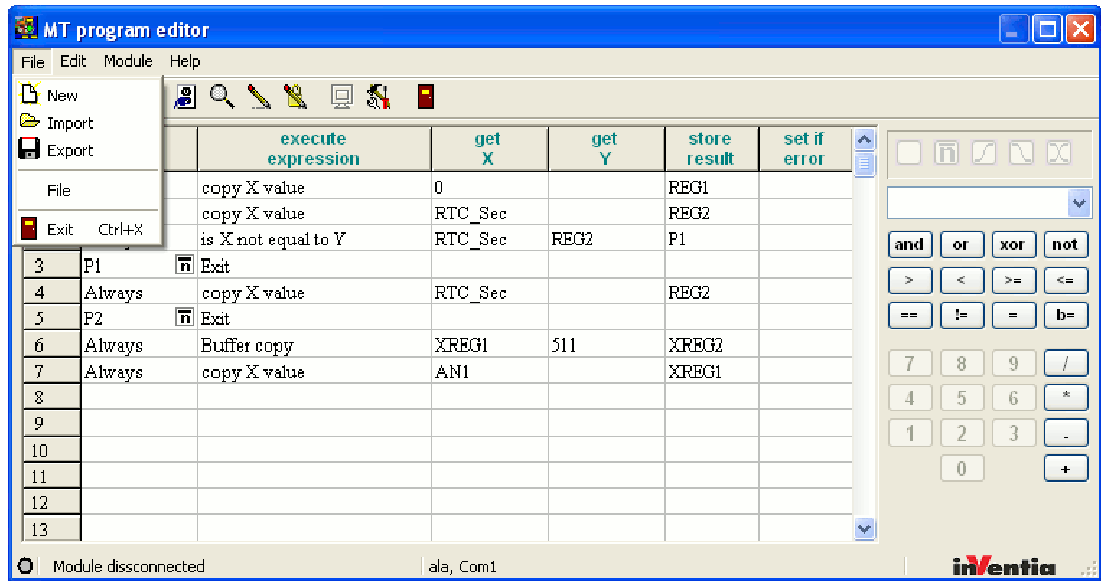 MT program editor
File Edit Module Help
New
Import
Export
File
Exit Ctrl+X
execute expression get X get Y store result set if error
copy X value 0 REG1
copy X value RTC_Sec REG2
is X not equal to Y RTC_Sec REG2 P1
3 P1 n Exit
4 Always copy X value RTC_Sec REG2
5 P2 n Exit
6 Always Buffer copy XREG1 511 XREG2
7 Always copy X value AN1 XREG1
8
9
10
11
12
13
n
and or xor not
> < >= <=
== != = b=
7 8 9 /
4 5 6 *
1 2 3 -
0 +
Module dissconnected ala, Com1 inVentia